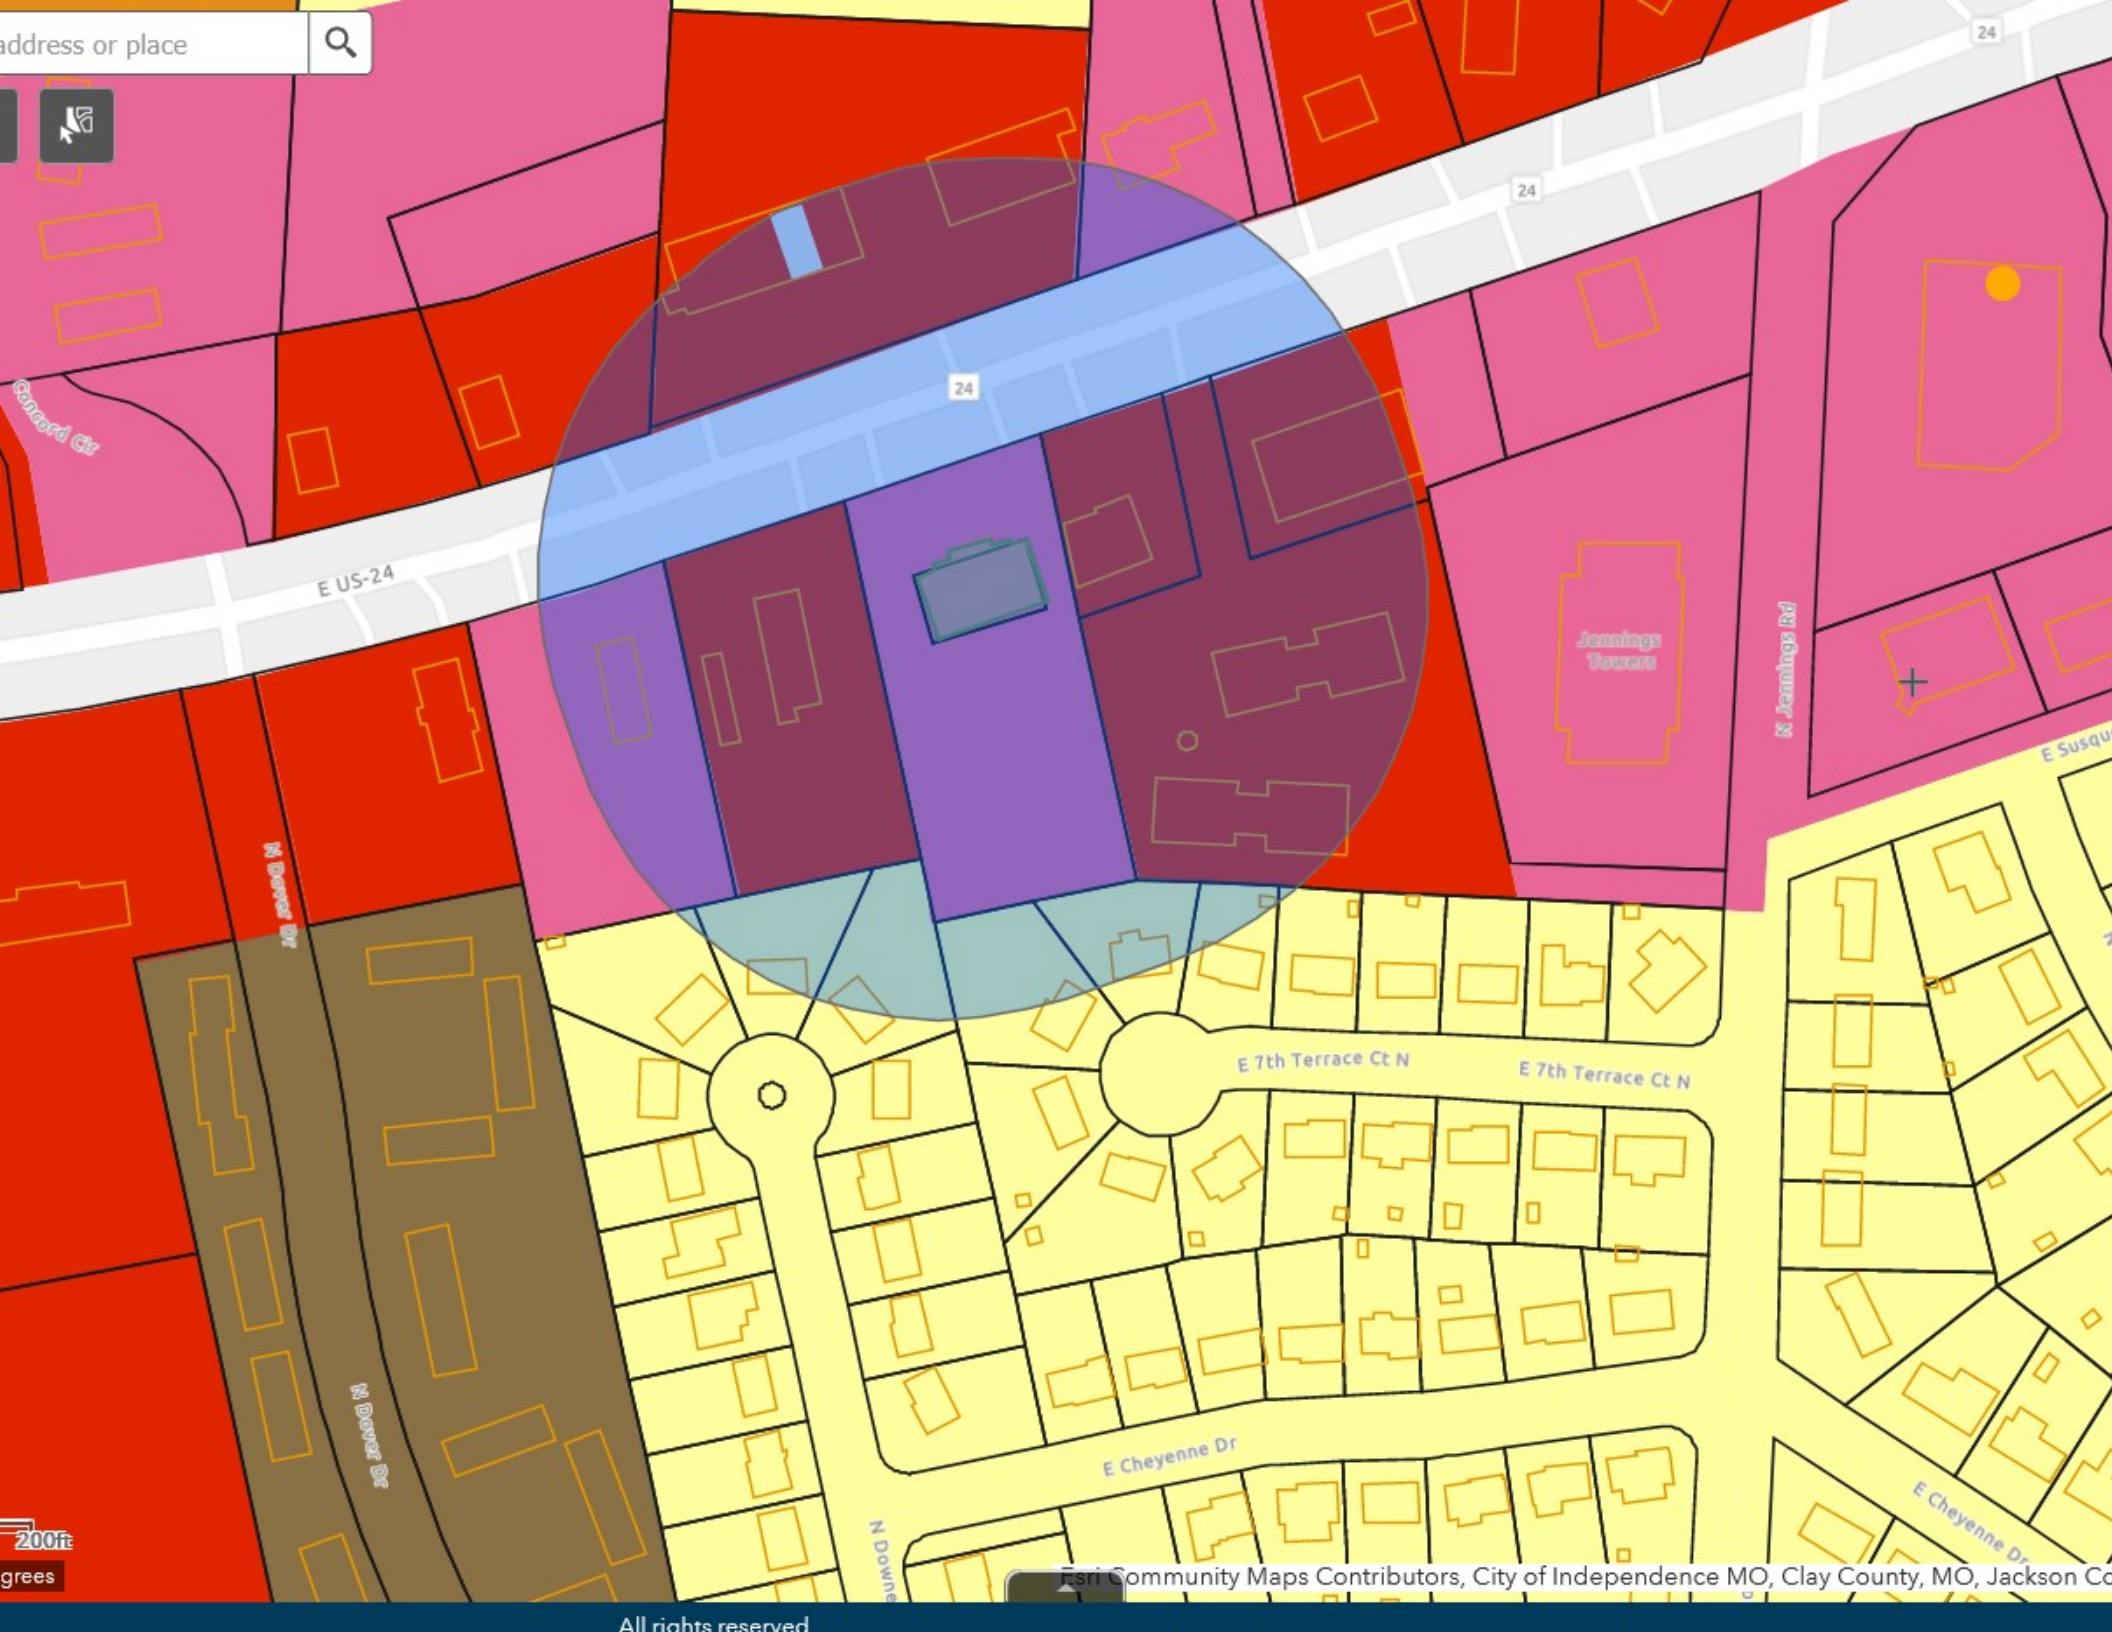 address or place
24
24
24
Concord Cir
E US-24
Jennings
Towers
N Jennings Rd
E Susqu
N Dover Dr
E 7th Terrace Ct N
E 7th Terrace Ct N
N Dover Dr
E Cheyenne Dr
E Cheyenne Dr
N Downe
200ft
grees
Esri Community Maps Contributors, City of Independence MO, Clay County, MO, Jackson Co
All rights reserved